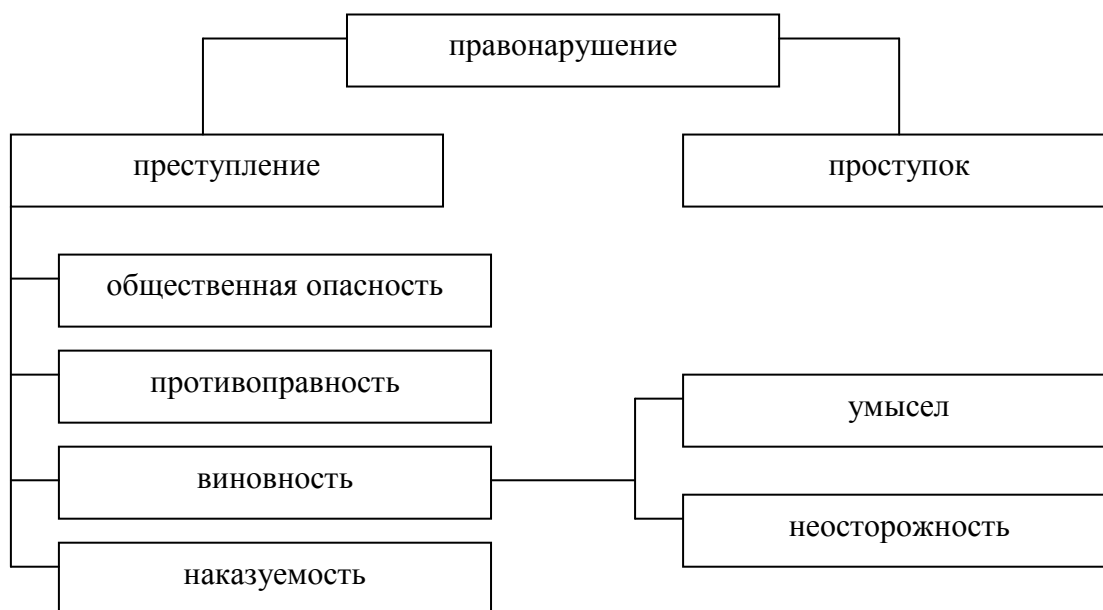 правонарушение
преступление
проступок
общественная опасность
противоправность
умысел
виновность
неосторожность
наказуемость